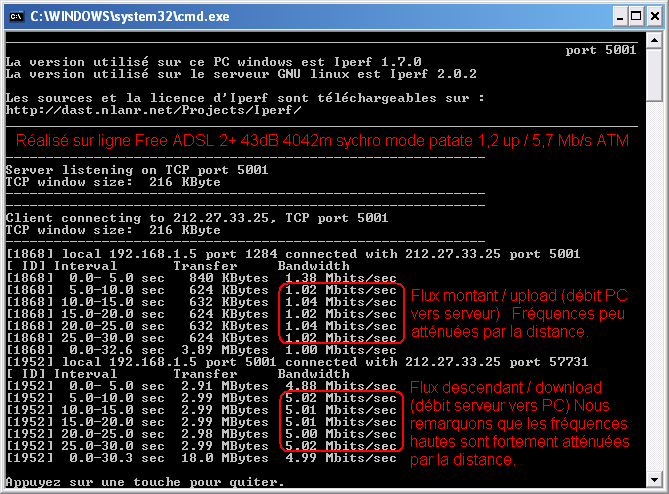 C:\WINDOWS\system32\cmd.exe
port 5001
La version utilisé sur ce PC windows est Iperf 1.7.0
La version utilisé sur le serveur GNU linux est Iperf 2.0.2
Les sources et la licence d'Iperf sont téléchargeables sur :
http://dast.nlanr.net/Projects/Iperf/
Réalisé sur ligne Free ADSL 2+ 43dB 4042m sychro mode patate 1,2 up / 5,7 Mb/s ATM
------------------------------------------------------------
Server listening on TCP port 5001
TCP window size:  216 KByte
------------------------------------------------------------
------------------------------------------------------------
Client connecting to 212.27.33.25, TCP port 5001
TCP window size:  216 KByte
------------------------------------------------------------
[1868] local 192.168.1.5 port 1284 connected with 212.27.33.25 port 5001
[ ID] Interval       Transfer     Bandwidth
[1868]  0.0- 5.0 sec   840 KBytes  1.38 Mbits/sec
[1868]  5.0-10.0 sec   624 KBytes  1.02 Mbits/sec
[1868] 10.0-15.0 sec   632 KBytes  1.04 Mbits/sec
[1868] 15.0-20.0 sec   624 KBytes  1.02 Mbits/sec
[1868] 20.0-25.0 sec   632 KBytes  1.04 Mbits/sec
[1868] 25.0-30.0 sec   624 KBytes  1.02 Mbits/sec
[1868]  0.0-32.6 sec  3.89 MBytes  1.00 Mbits/sec
Flux montant / upload (débit PC
vers serveur)   Fréquences peu
atténuées par la distance.
[1952] local 192.168.1.5 port 5001 connected with 212.27.33.25 port 57731
[ ID] Interval       Transfer     Bandwidth
[1952]  0.0- 5.0 sec  2.91 MBytes  4.88 Mbits/sec
[1952]  5.0-10.0 sec  2.99 MBytes  5.02 Mbits/sec
[1952] 10.0-15.0 sec  2.99 MBytes  5.01 Mbits/sec
[1952] 15.0-20.0 sec  2.99 MBytes  5.01 Mbits/sec
[1952] 20.0-25.0 sec  2.98 MBytes  5.00 Mbits/sec
[1952] 25.0-30.0 sec  2.99 MBytes  5.02 Mbits/sec
[1952]  0.0-30.3 sec  18.0 MBytes  4.99 Mbits/sec
Flux descendant / download
(débit serveur vers PC) Nous
remarquons que les fréquences
hautes sont fortement atténuées
par la distance.
Appuyez sur une touche pour quiter.